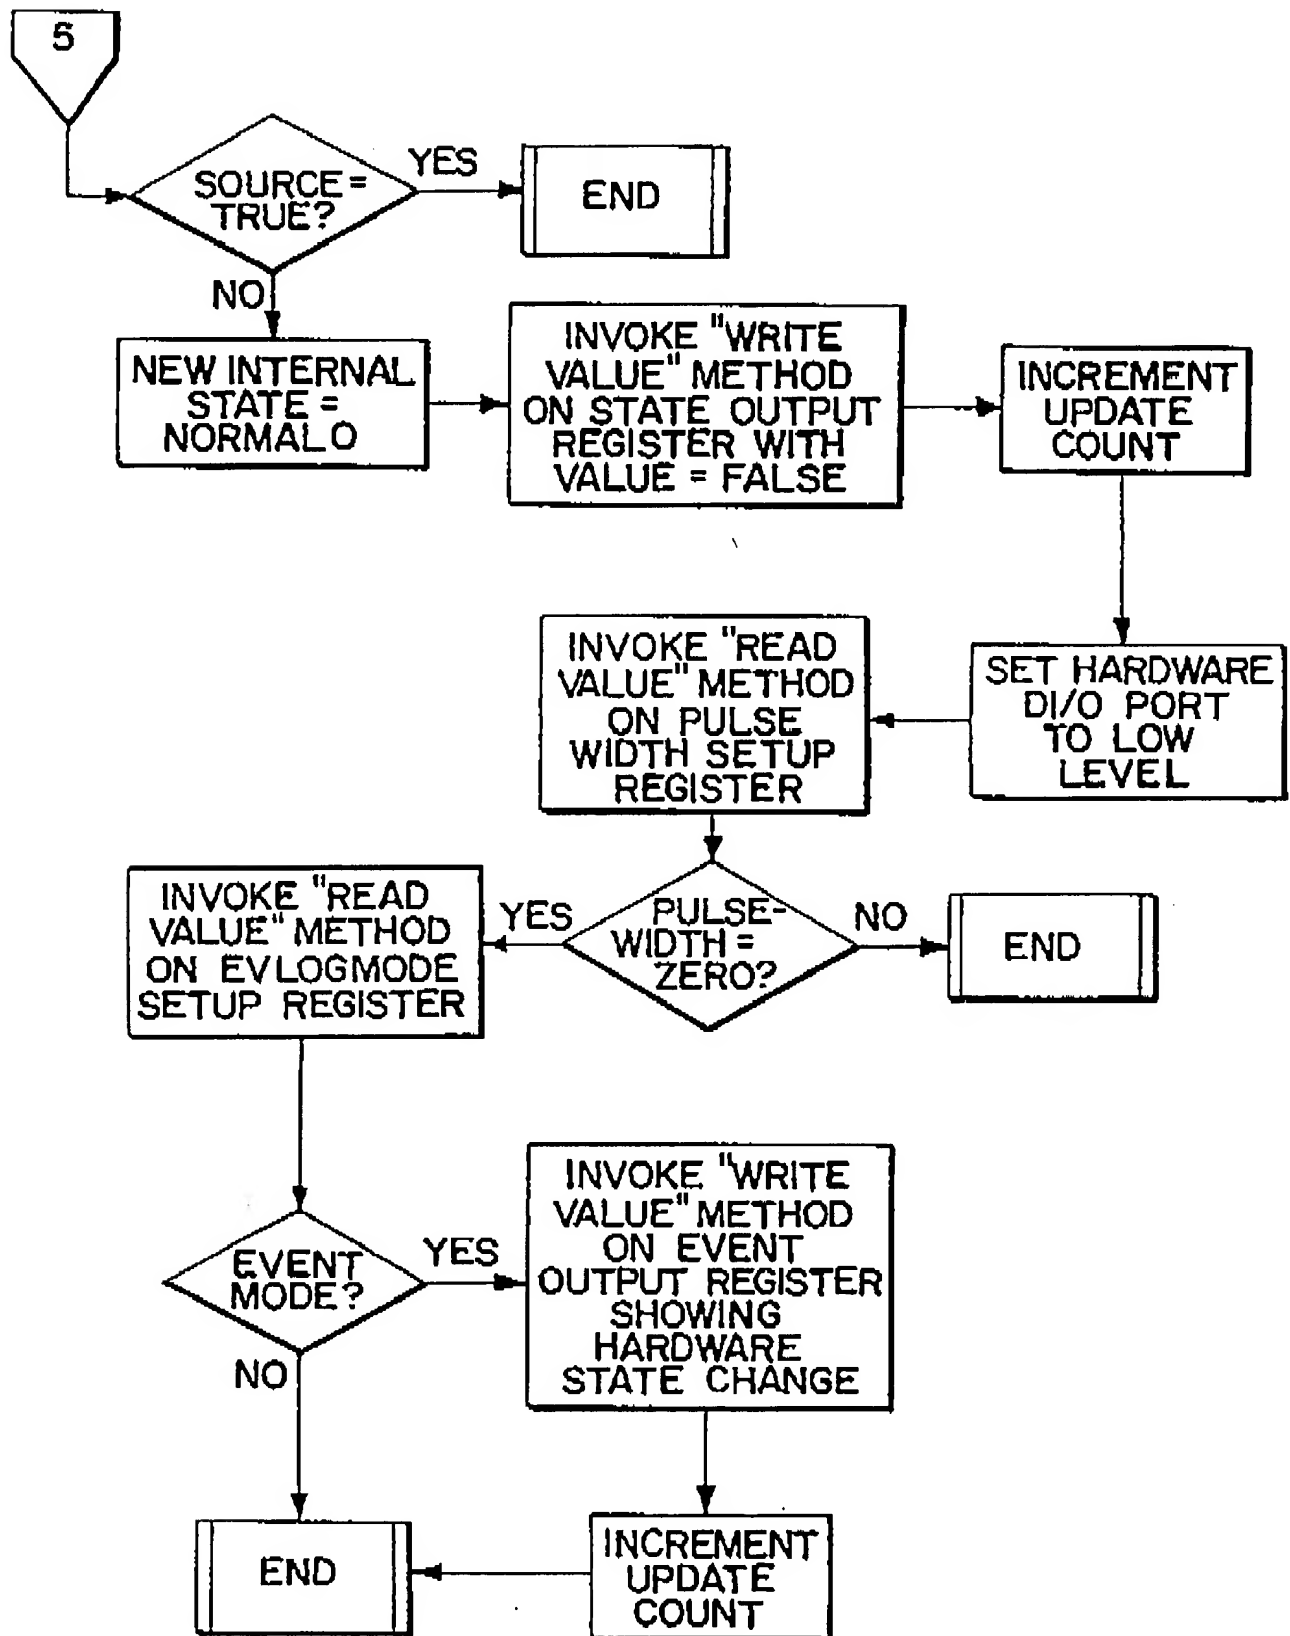 5
SOURCE =
TRUE?
YES
END
NO
NEW INTERNAL
STATE =
NORMALO
INVOKE "WRITE
VALUE" METHOD
ON STATE OUTPUT
REGISTER WITH
VALUE = FALSE
INCREMENT
UPDATE
COUNT
SET HARDWARE
DI/O PORT
TO LOW
LEVEL
INVOKE "READ
VALUE" METHOD
ON PULSE
WIDTH SETUP
REGISTER
PULSE-
WIDTH =
ZERO?
NO
END
YES
INVOKE "READ
VALUE" METHOD
ON EVLOGMODE
SETUP REGISTER
EVENT
MODE?
YES
INVOKE "WRITE
VALUE" METHOD
ON EVENT
OUTPUT REGISTER
SHOWING
HARDWARE
STATE CHANGE
NO
END
INCREMENT
UPDATE
COUNT